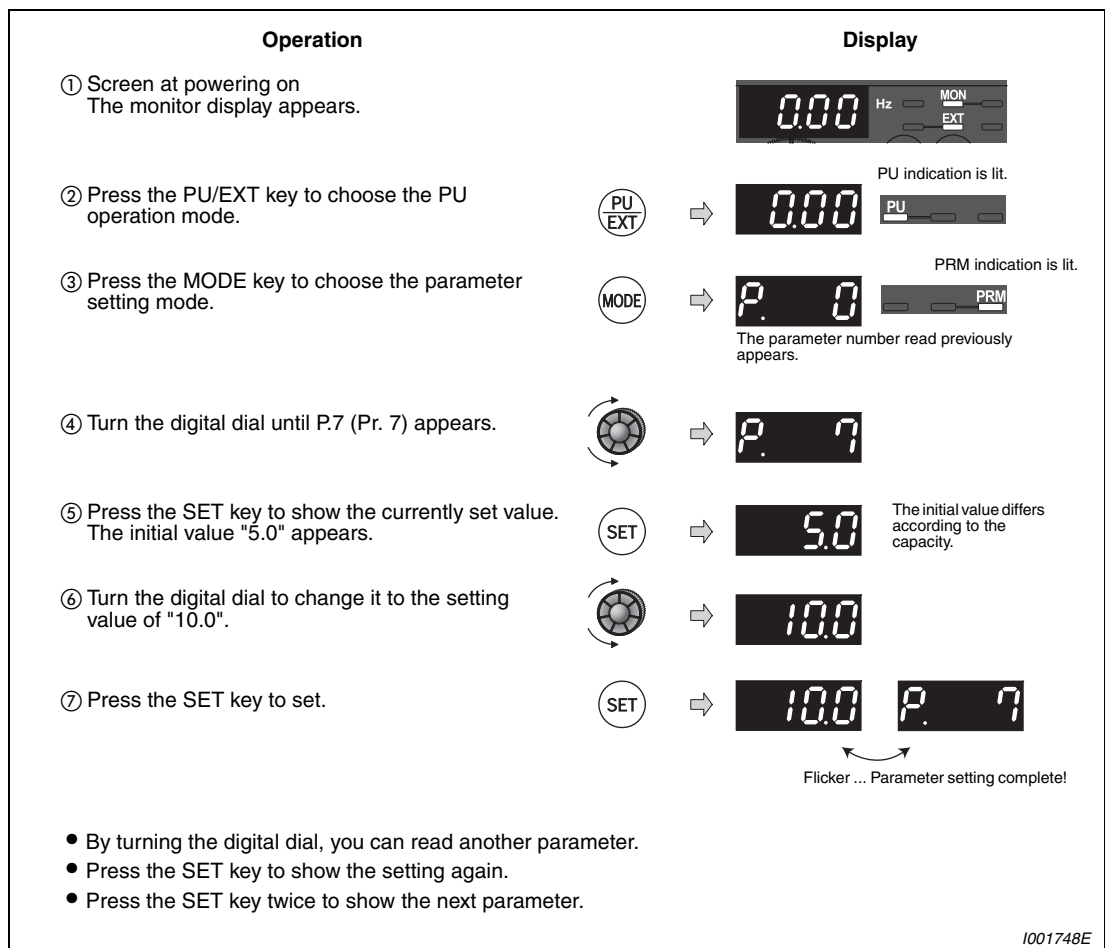 Operation Display
① Screen at powering on
The monitor display appears.
0.00 Hz MON
EXT
② Press the PU/EXT key to choose the PU
operation mode.
PU
EXT
0.00
PU indication is lit.
PU
③ Press the MODE key to choose the parameter
setting mode.
MODE
P. 0
PRM indication is lit.
PRM
The parameter number read previously
appears.
④ Turn the digital dial until P.7 (Pr. 7) appears.
P. 7
⑤ Press the SET key to show the currently set value.
The initial value "5.0" appears.
SET
5.0
The initial value differs
according to the
capacity.
⑥ Turn the digital dial to change it to the setting
value of "10.0".
10.0
⑦ Press the SET key to set.
SET
10.0 P. 7
Flicker ... Parameter setting complete!
● By turning the digital dial, you can read another parameter.
● Press the SET key to show the setting again.
● Press the SET key twice to show the next parameter.
I001748E